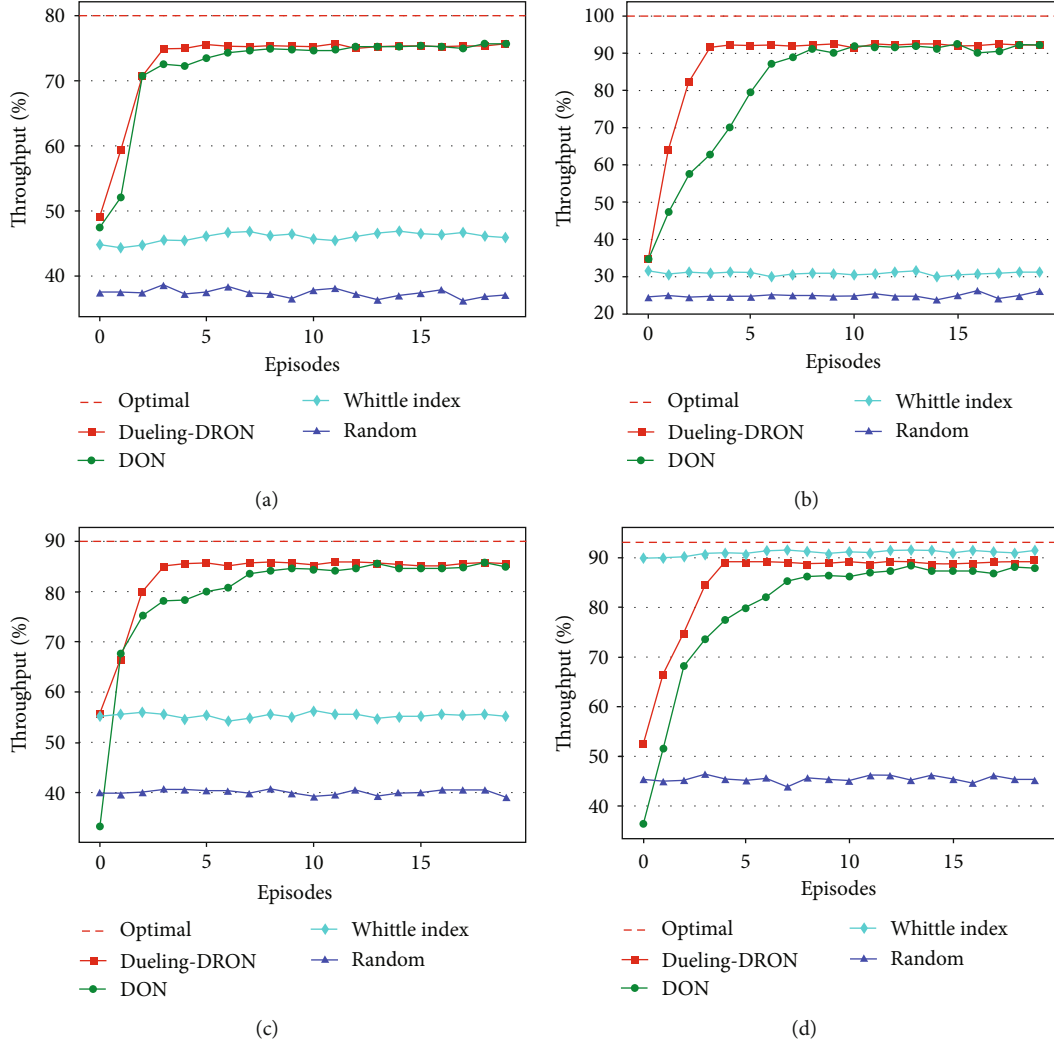 80
70
60
50
40
Throughput (%)
0
5
10
15
Episodes
Optimal
Dueling-DRON
DON
Whittle index
Random
(a)
100
90
80
70
60
50
40
30
20
Throughput (%)
0
5
10
15
Episodes
Optimal
Dueling-DRON
DON
Whittle index
Random
(b)
90
80
70
60
50
40
Throughput (%)
0
5
10
15
Episodes
Optimal
Dueling-DRON
DON
Whittle index
Random
(c)
90
80
70
60
50
40
Throughput (%)
0
5
10
15
Episodes
Optimal
Dueling-DRON
DON
Whittle index
Random
(d)